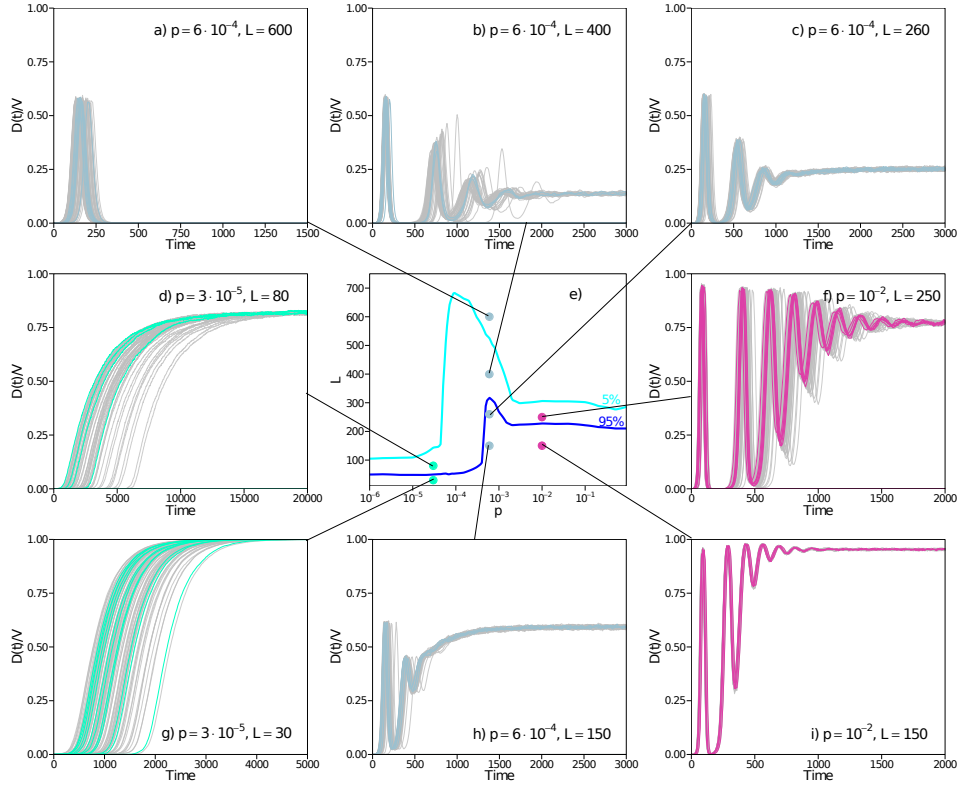 a) p = 6 · 10⁻⁴, L = 600
1.00
0.75
0.50
0.25
0.00
D(t)/V
0 250 500 750 1000 1250 1500
Time
b) p = 6 · 10⁻⁴, L = 400
1.00
0.75
0.50
0.25
0.00
D(t)/V
0 500 1000 1500 2000 2500 3000
Time
c) p = 6 · 10⁻⁴, L = 260
1.00
0.75
0.50
0.25
0.00
D(t)/V
0 500 1000 1500 2000 2500 3000
Time
d) p = 3 · 10⁻⁵, L = 80
1.00
0.75
0.50
0.25
0.00
D(t)/V
0 5000 10000 15000 20000
Time
e)
700
600
500
400
300
200
100
L
5%
95%
10⁻⁶ 10⁻⁵ 10⁻⁴ 10⁻³ 10⁻² 10⁻¹
p
f) p = 10⁻², L = 250
1.00
0.75
0.50
0.25
0.00
D(t)/V
0 500 1000 1500 2000
Time
1.00
0.75
0.50
0.25
0.00
D(t)/V
g) p = 3 · 10⁻⁵, L = 30
0 1000 2000 3000 4000 5000
Time
1.00
0.75
0.50
0.25
0.00
D(t)/V
h) p = 6 · 10⁻⁴, L = 150
0 500 1000 1500 2000 2500 3000
Time
1.00
0.75
0.50
0.25
0.00
D(t)/V
i) p = 10⁻², L = 150
0 500 1000 1500 2000
Time